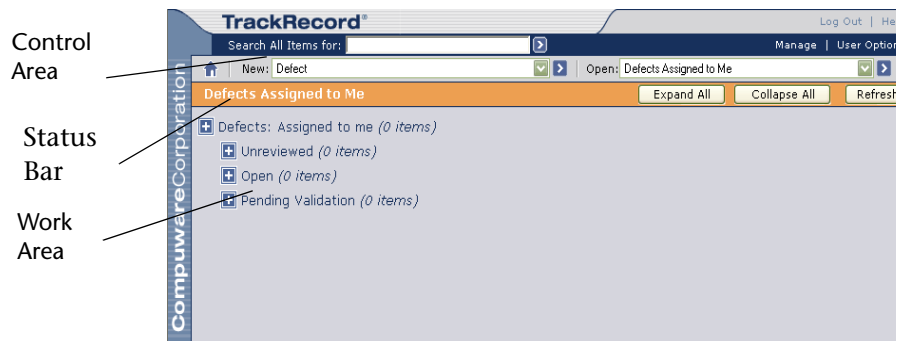 Control
Area
Status
Bar
Work
Area
CompuwareCorporation
TrackRecord®
Log Out | He
Search All Items for:
Manage | User Option
New: Defect
Open: Defects Assigned to Me
Defects Assigned to Me
Expand All
Collapse All
Refres
Defects: Assigned to me (0 items)
Unreviewed (0 items)
Open (0 items)
Pending Validation (0 items)